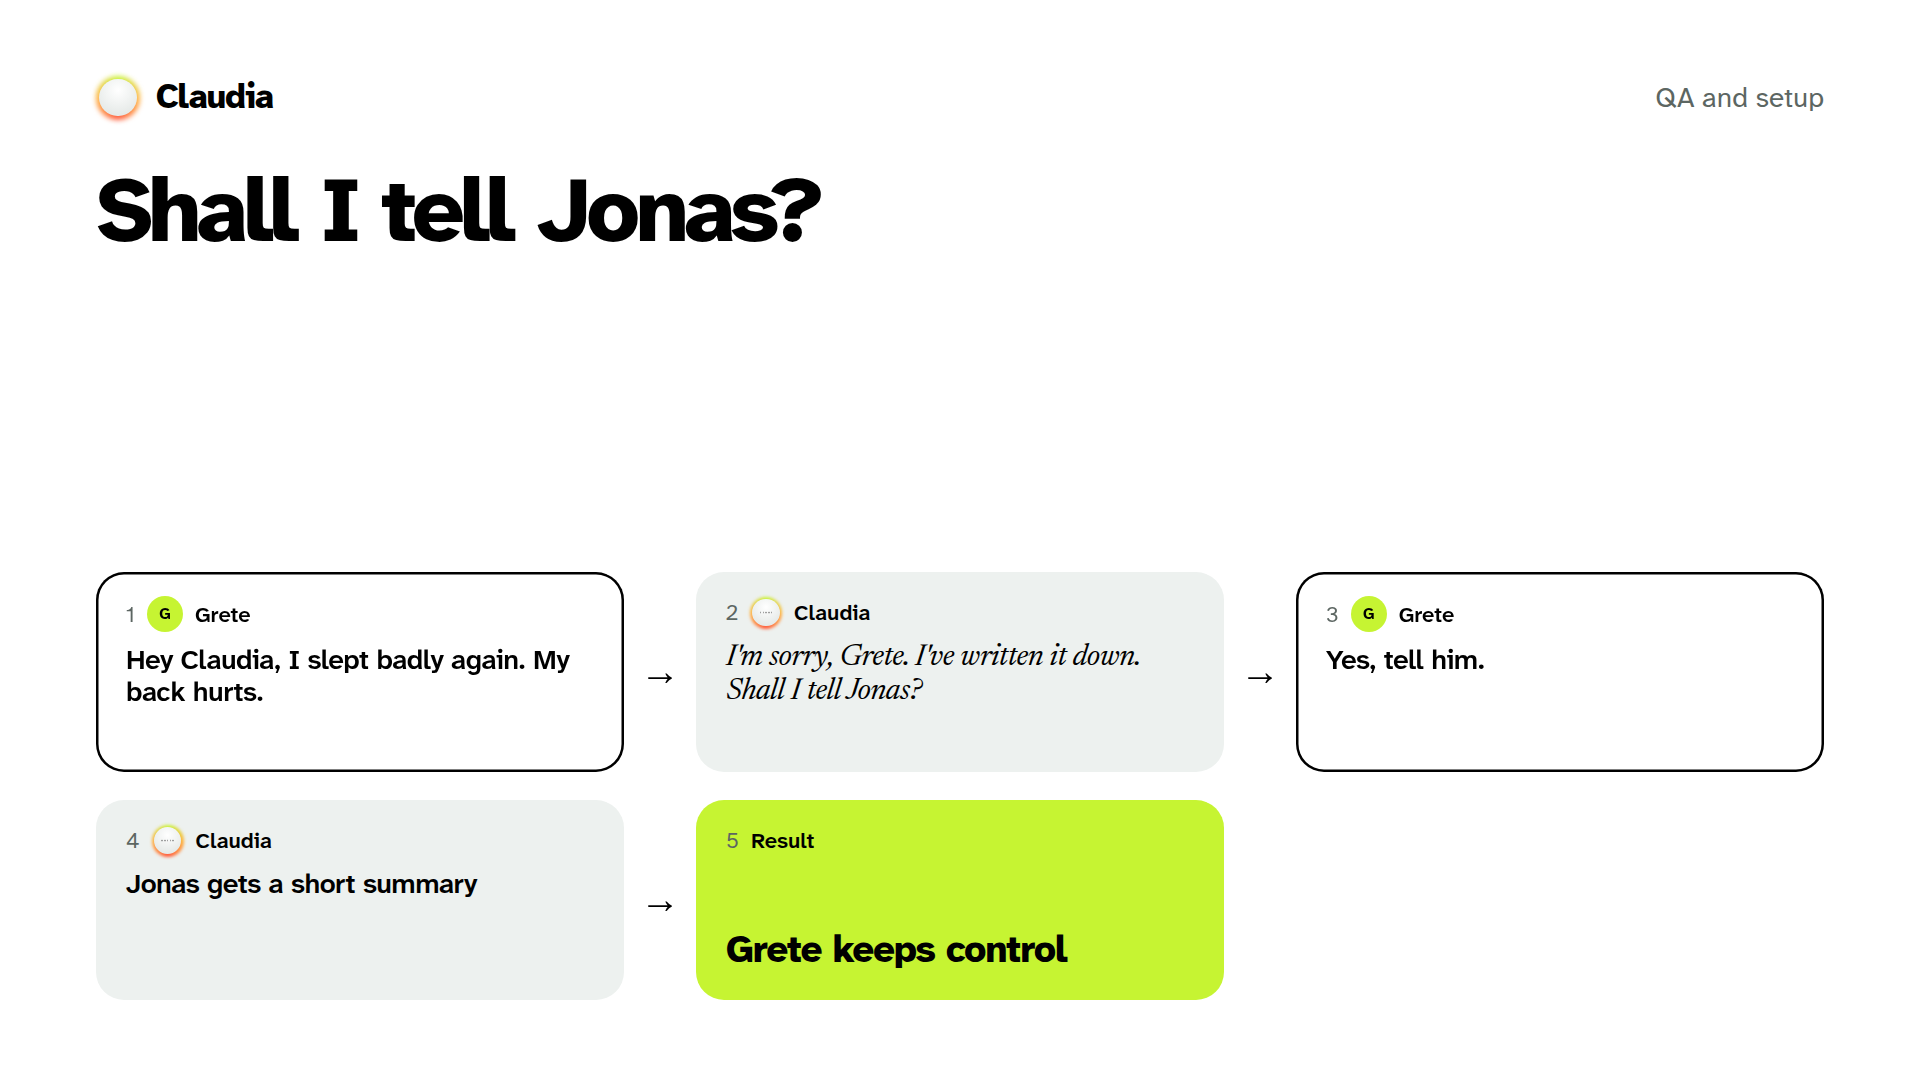 Claudia
QA and setup
Shall I tell Jonas?
1 G Grete
Hey Claudia, I slept badly again. My
back hurts.
→
2 Claudia
I'm sorry, Grete. I've written it down.
Shall I tell Jonas?
→
3 G Grete
Yes, tell him.
4 Claudia
Jonas gets a short summary
→
5 Result
Grete keeps control